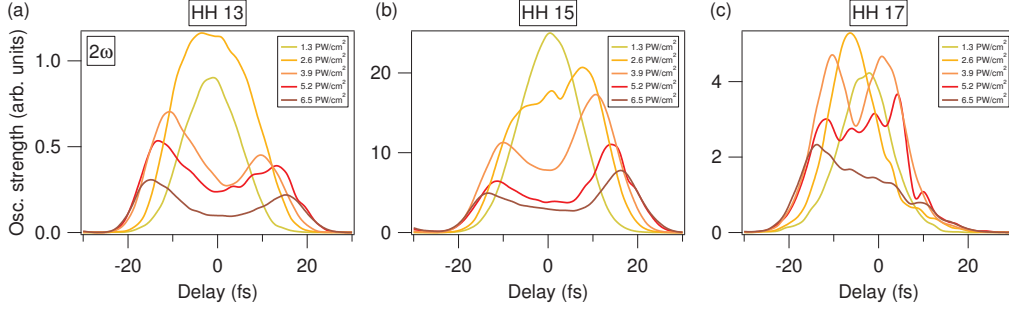 (a) HH 13
Osc. strength (arb. units)
1.0
0.5
0.0
2ω
1.3 PW/cm²
2.6 PW/cm²
3.9 PW/cm²
5.2 PW/cm²
6.5 PW/cm²
-20 0 20
Delay (fs)
(b) HH 15
20
10
0
1.3 PW/cm²
2.6 PW/cm²
3.9 PW/cm²
5.2 PW/cm²
6.5 PW/cm²
-20 0 20
Delay (fs)
(c) HH 17
4
2
0
1.3 PW/cm²
2.6 PW/cm²
3.9 PW/cm²
5.2 PW/cm²
6.5 PW/cm²
-20 0 20
Delay (fs)